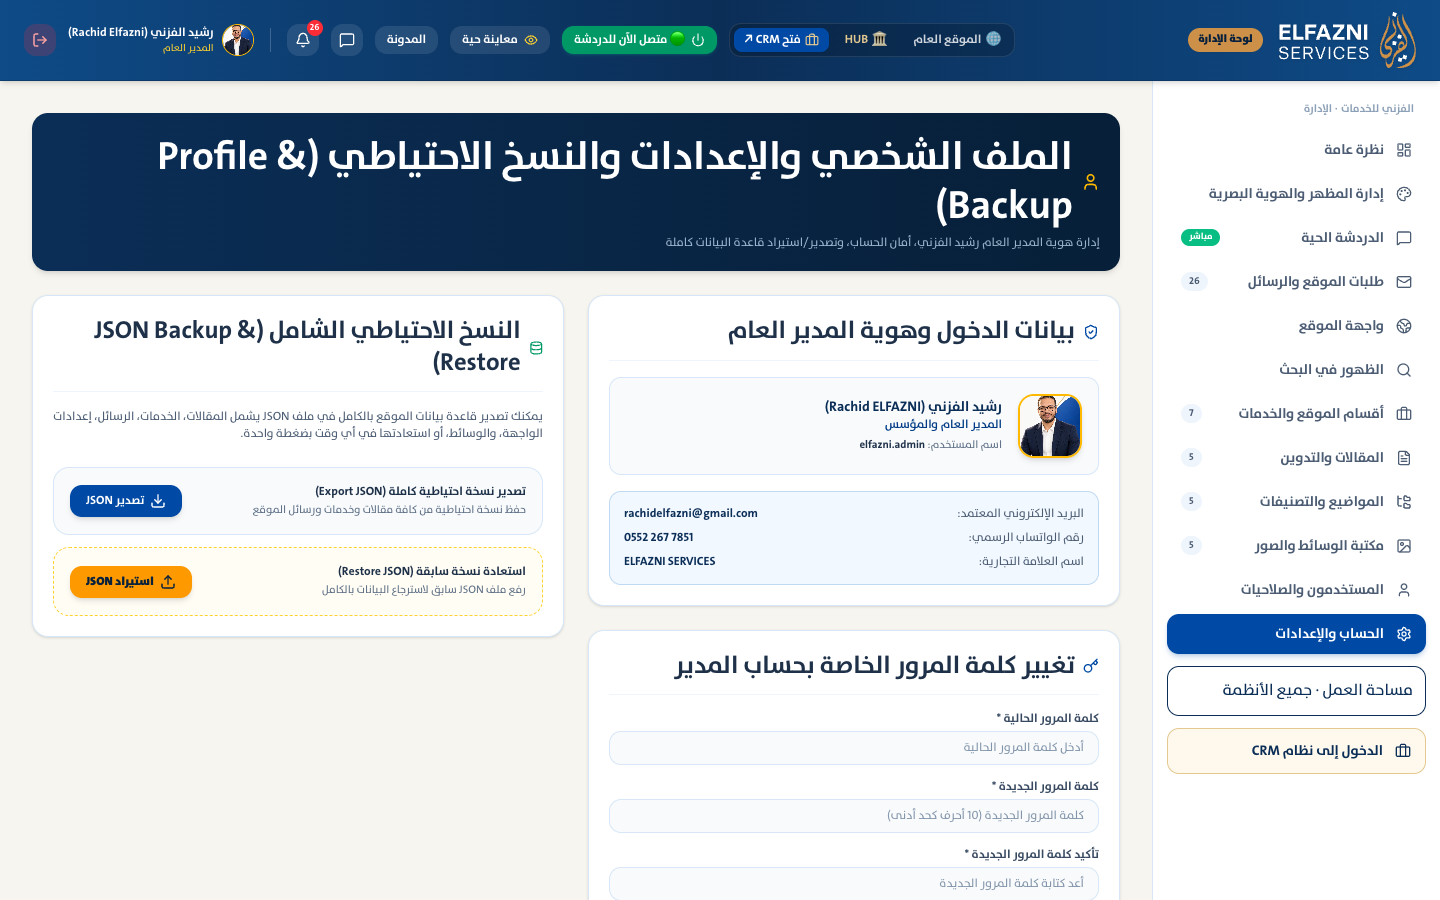 ELFAZNI
SERVICES
لوحة الإدارة
الموقع العام
HUB
فتح CRM ↗
متصل الآن للدردشة
معاينة حية
المدونة
26
رشيد الفزني (Rachid Elfazni)
المدير العام
الفزني للخدمات · الإدارة
نظرة عامة
إدارة المظهر والهوية البصرية
الدردشة الحية
مباشر
طلبات الموقع والرسائل
26
واجهة الموقع
الظهور في البحث
أقسام الموقع والخدمات
7
المقالات والتدوين
5
المواضيع والتصنيفات
5
مكتبة الوسائط والصور
5
المستخدمون والصلاحيات
الحساب والإعدادات
مساحة العمل · جميع الأنظمة
الدخول إلى نظام CRM
الملف الشخصي والإعدادات والنسخ الاحتياطي (Profile &
Backup)
إدارة هوية المدير العام رشيد الفزني، أمان الحساب، وتصدير/استيراد قاعدة البيانات كاملة
بيانات الدخول وهوية المدير العام
رشيد الفزني (Rachid ELFAZNI)
المدير العام والمؤسس
اسم المستخدم: elfazni.admin
البريد الإلكتروني المعتمد: rachidelfazni@gmail.com
رقم الواتساب الرسمي: 0552 267 7851
اسم العلامة التجارية: ELFAZNI SERVICES
تغيير كلمة المرور الخاصة بحساب المدير
كلمة المرور الحالية *
أدخل كلمة المرور الحالية
كلمة المرور الجديدة *
كلمة المرور الجديدة (10 أحرف كحد أدنى)
تأكيد كلمة المرور الجديدة *
أعد كتابة كلمة المرور الجديدة
النسخ الاحتياطي الشامل (JSON Backup &
Restore)
يمكنك تصدير قاعدة بيانات الموقع بالكامل في ملف JSON يشمل المقالات، الخدمات، الرسائل، إعدادات
الواجهة، والوسائط، أو استعادتها في أي وقت بضغطة واحدة.
تصدير نسخة احتياطية كاملة (Export JSON)
حفظ نسخة احتياطية من كافة مقالات وخدمات ورسائل الموقع
تصدير JSON
استعادة نسخة سابقة (Restore JSON)
رفع ملف JSON سابق لاسترجاع البيانات بالكامل
استيراد JSON